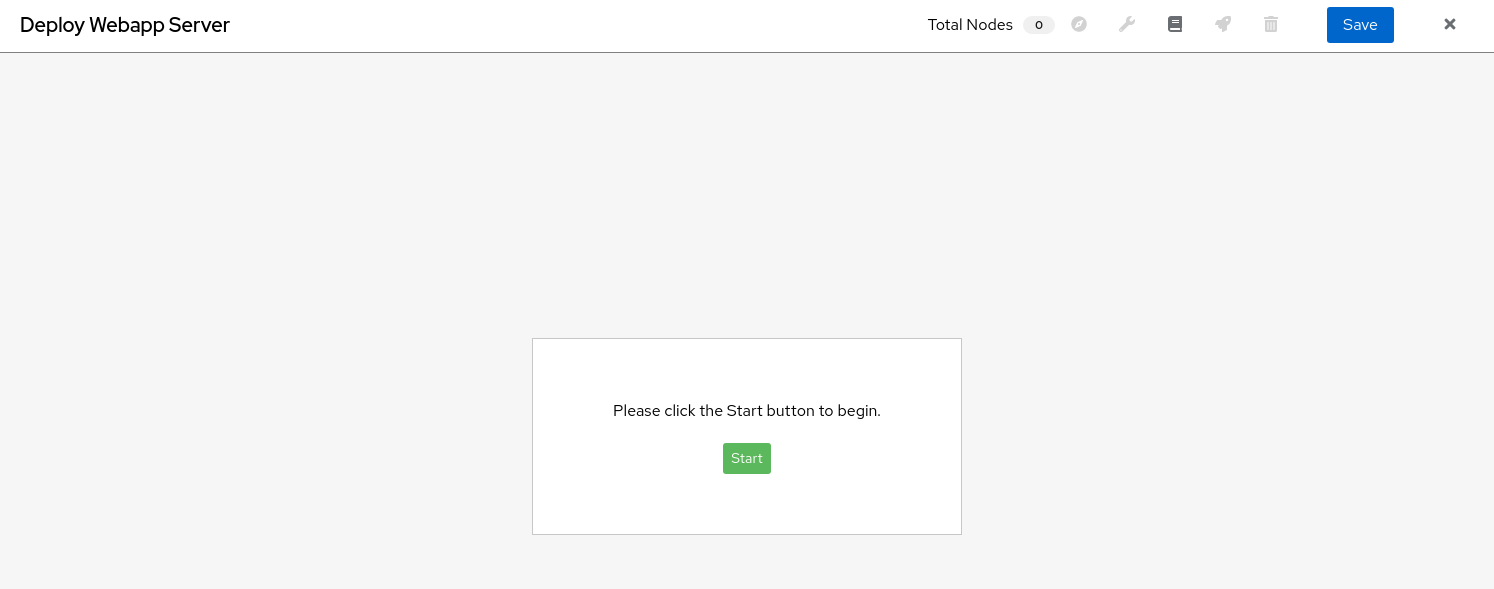 Deploy Webapp Server
Total Nodes 0
Save
Please click the Start button to begin.
Start